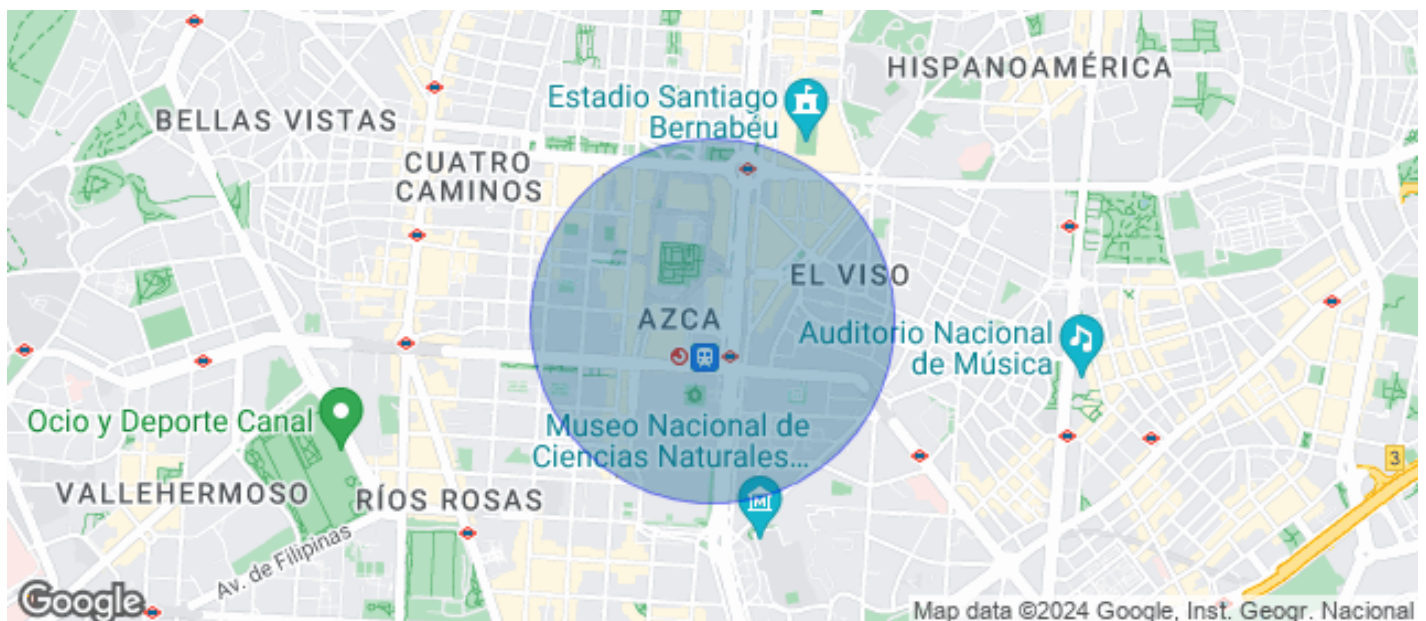 HISPANOAMÉRICA
Estadio Santiago
Bernabéu
BELLAS VISTAS
CUATRO
CAMINOS
EL VISO
AZCA
Auditorio Nacional
de Música
Ocio y Deporte Canal
Museo Nacional de
Ciencias Naturales...
3
VALLEHERMOSO
RÍOS ROSAS
Av. de Filipinas
Google
Map data ©2024 Google, Inst. Geogr. Nacional